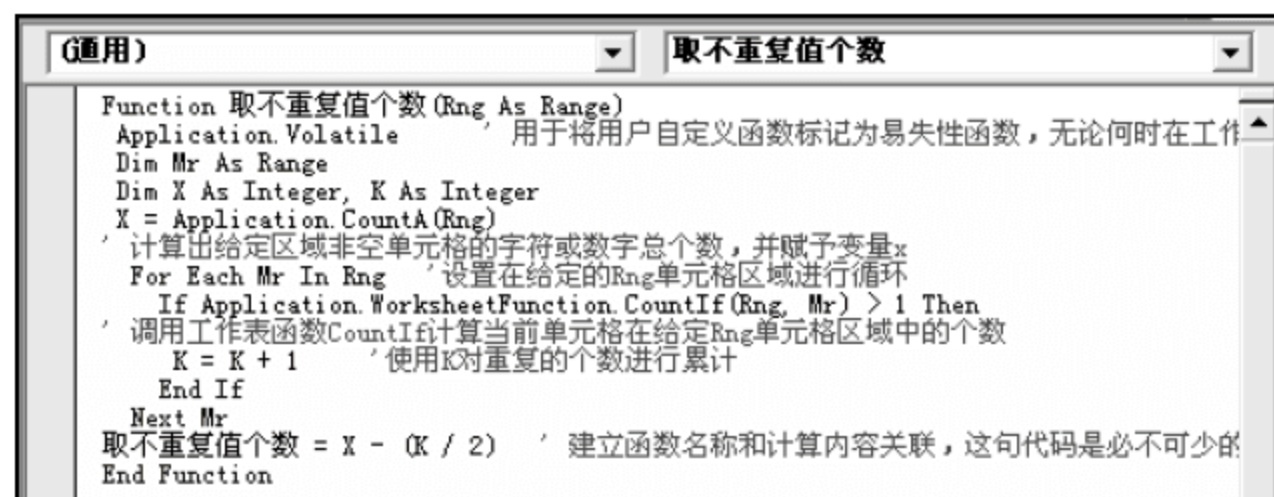 (通用)
取不重复值个数
Function 取不重复值个数(Rng As Range)
Application.Volatile ' 用于将用户自定义函数标记为易失性函数，无论何时在工作
Dim Mr As Range
Dim X As Integer, K As Integer
X = Application.CountA(Rng)
' 计算出给定区域非空单元格的字符或数字总个数，并赋予变量x
For Each Mr In Rng '设置在给定的Rng单元格区域进行循环
If Application.WorksheetFunction.CountIf(Rng, Mr) > 1 Then
' 调用工作表函数CountIf计算当前单元格在给定Rng单元格区域中的个数
K = K + 1 '使用K对重复的个数进行累计
End If
Next Mr
取不重复值个数 = X - (K / 2) ' 建立函数名称和计算内容关联，这句代码是必不可少的
End Function